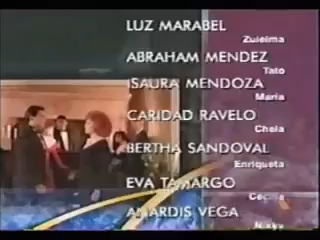 LUZ MARABEL
Zuleima
ABRAHAM MENDEZ
Tato
ISAURA MENDOZA
Maria
CARIDAD RAVELO
Chela
BERTHA SANDOVAL
Enriqueta
EVA TAMARGO
Cecilia
AMARDIS VEGA